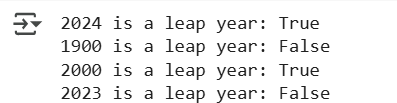 2024 is a leap year: True
1900 is a leap year: False
2000 is a leap year: True
2023 is a leap year: False